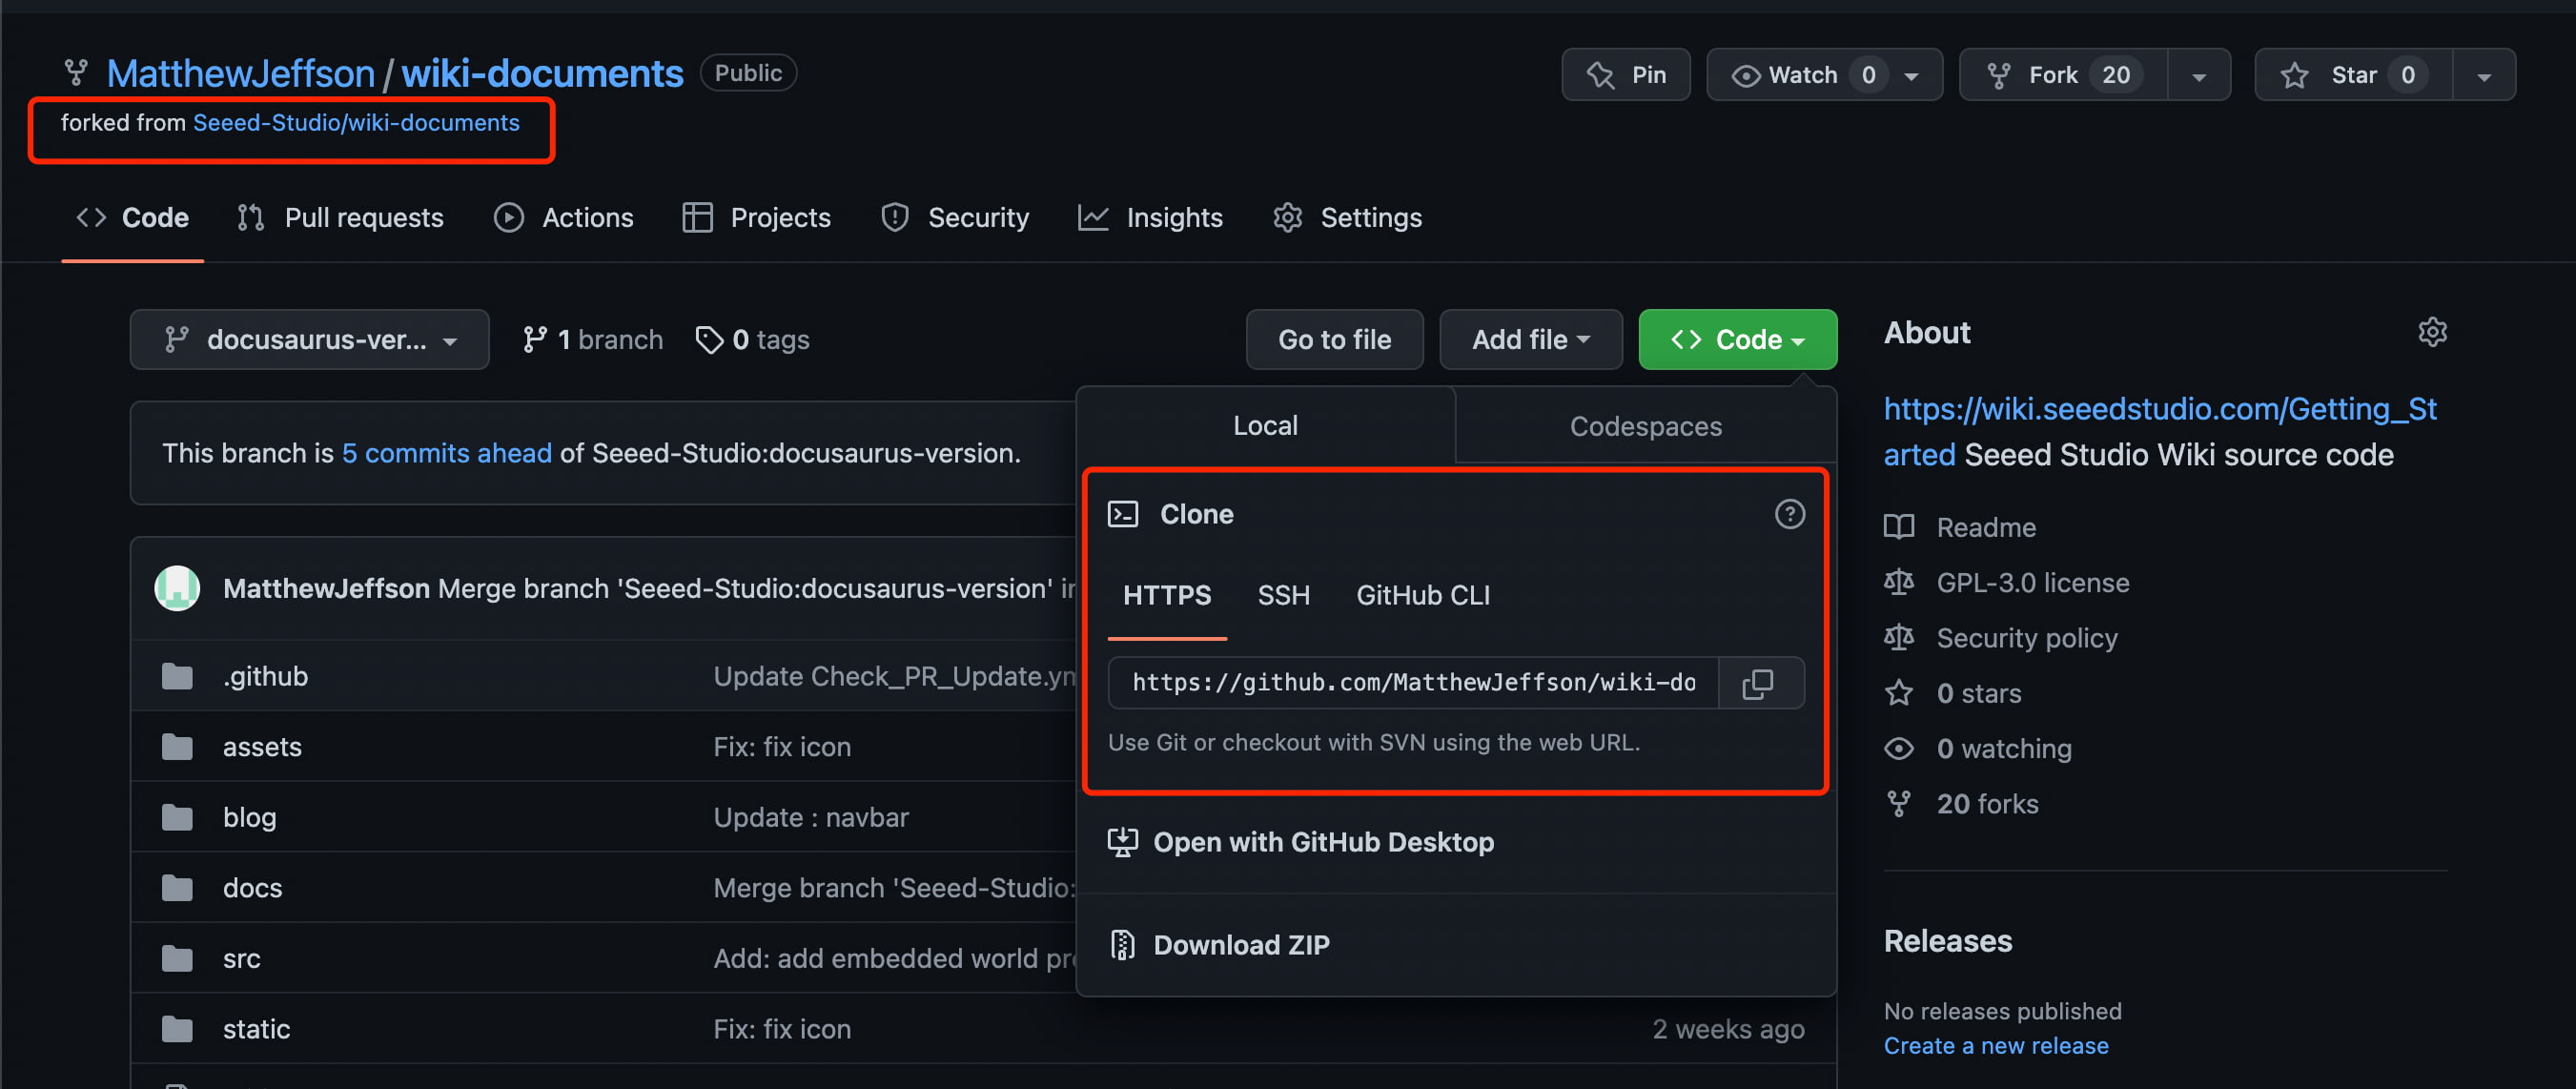 MatthewJeffson / wiki-documents Public
Pin Watch 0 Fork 20 Star 0
forked from Seeed-Studio/wiki-documents
Code Pull requests Actions Projects Security Insights Settings
docusaurus-ver... 1 branch 0 tags
Go to file Add file Code
This branch is 5 commits ahead of Seeed-Studio:docusaurus-version.
MatthewJeffson Merge branch 'Seeed-Studio:docusaurus-version'
.github Update Check_PR_Update.ym
assets Fix: fix icon
blog Update : navbar
docs Merge branch 'Seeed-Studio:
src Add: add embedded world
static Fix: fix icon 2 weeks ago
Local Codespaces
Clone
HTTPS SSH GitHub CLI
https://github.com/MatthewJeffson/wiki-do
Use Git or checkout with SVN using the web URL.
Open with GitHub Desktop
Download ZIP
About
https://wiki.seeedstudio.com/Getting_St
arted Seeed Studio Wiki source code
Readme
GPL-3.0 license
Security policy
0 stars
0 watching
20 forks
Releases
No releases published
Create a new release